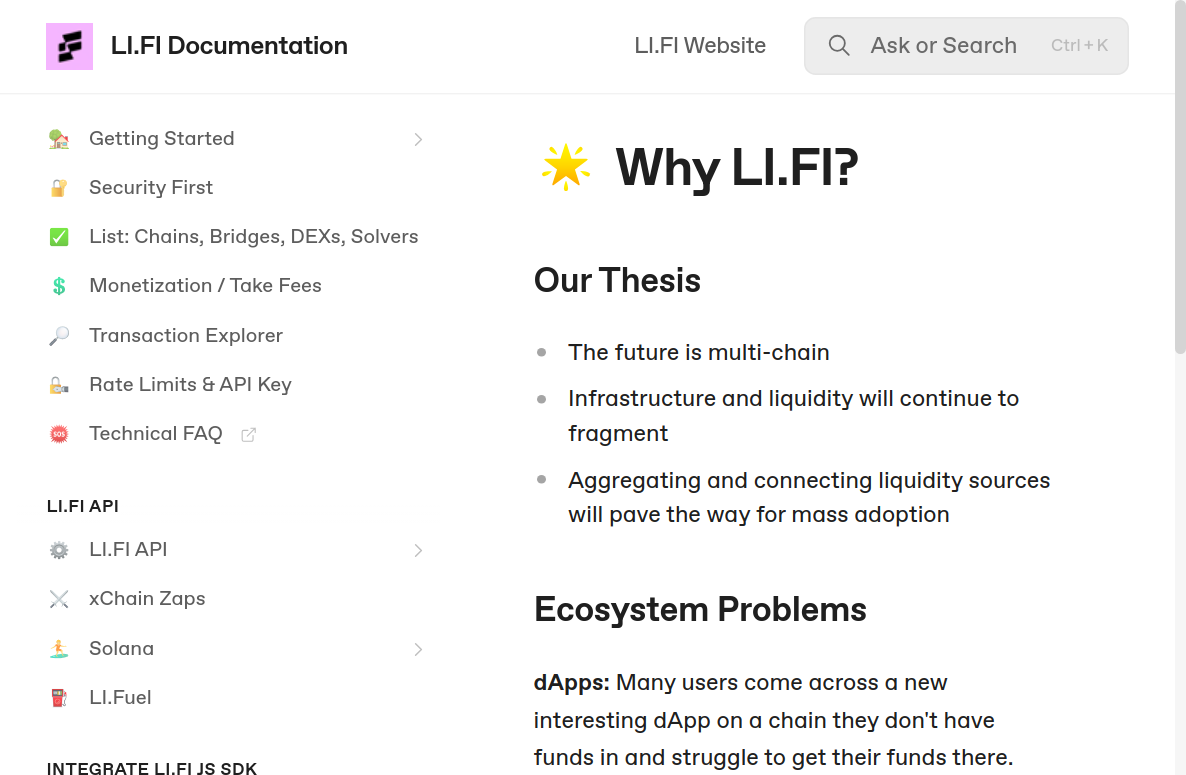 LI.FI Documentation
LI.FI Website
Ask or Search
Ctrl + K
Getting Started
Security First
List: Chains, Bridges, DEXs, Solvers
Monetization / Take Fees
Transaction Explorer
Rate Limits & API Key
SOS
Technical FAQ
LI.FI API
LI.FI API
xChain Zaps
Solana
LI.Fuel
INTEGRATE LI.FI JS SDK
Why LI.FI?
Our Thesis
The future is multi-chain
Infrastructure and liquidity will continue to
fragment
Aggregating and connecting liquidity sources
will pave the way for mass adoption
Ecosystem Problems
dApps: Many users come across a new
interesting dApp on a chain they don't have
funds in and struggle to get their funds there.